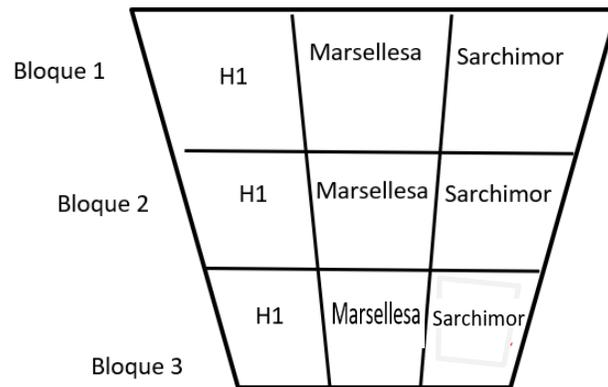 Bloque 1
H1
Marsellesa
Sarchimor
Bloque 2
H1
Marsellesa
Sarchimor
Bloque 3
H1
Marsellesa
Sarchimor